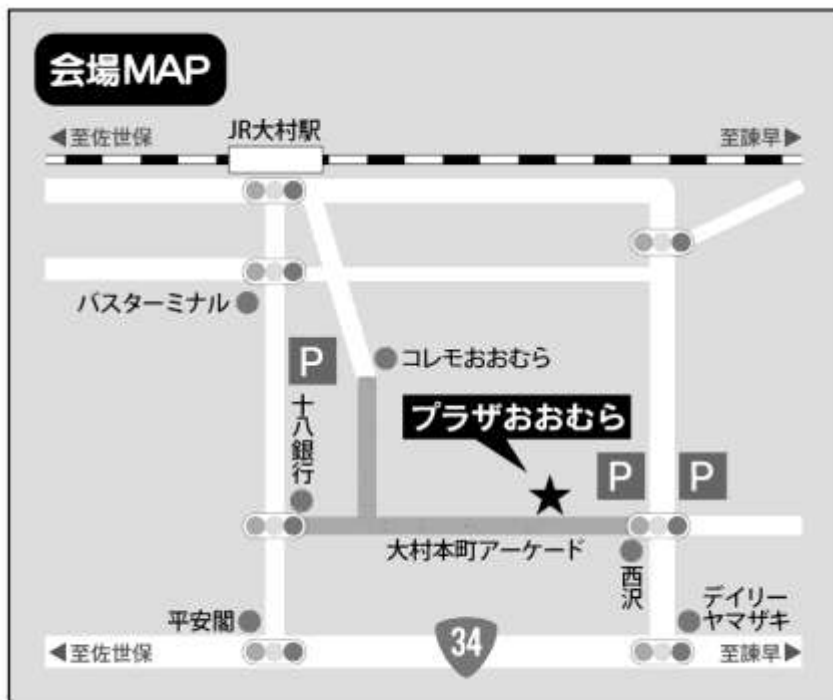 会場MAP
JR大村駅
◀至佐世保
至諫早▶
バスターミナル
P
コレモおおむら
十八銀行
プラザおおむら
P
P
大村本町アーケード
西沢
平安閣
デイリー
ヤマザキ
34
◀至佐世保
至諫早▶